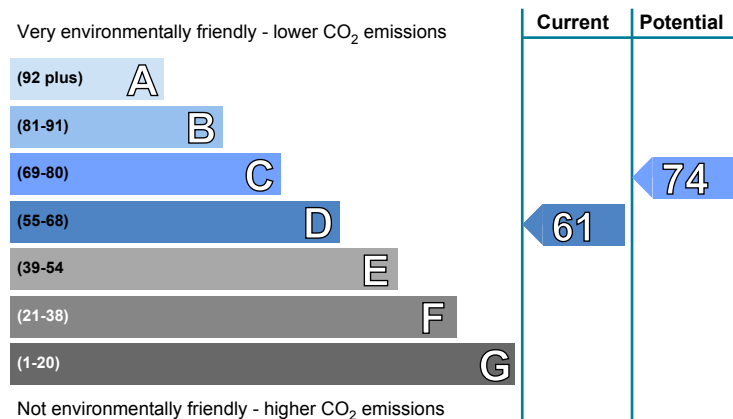 Current Potential
Very environmentally friendly - lower CO2 emissions
(92 plus) A
(81-91) B
(69-80) C
74
(55-68) D
61
(39-54 E
(21-38) F
(1-20) G
Not environmentally friendly - higher CO2 emissions